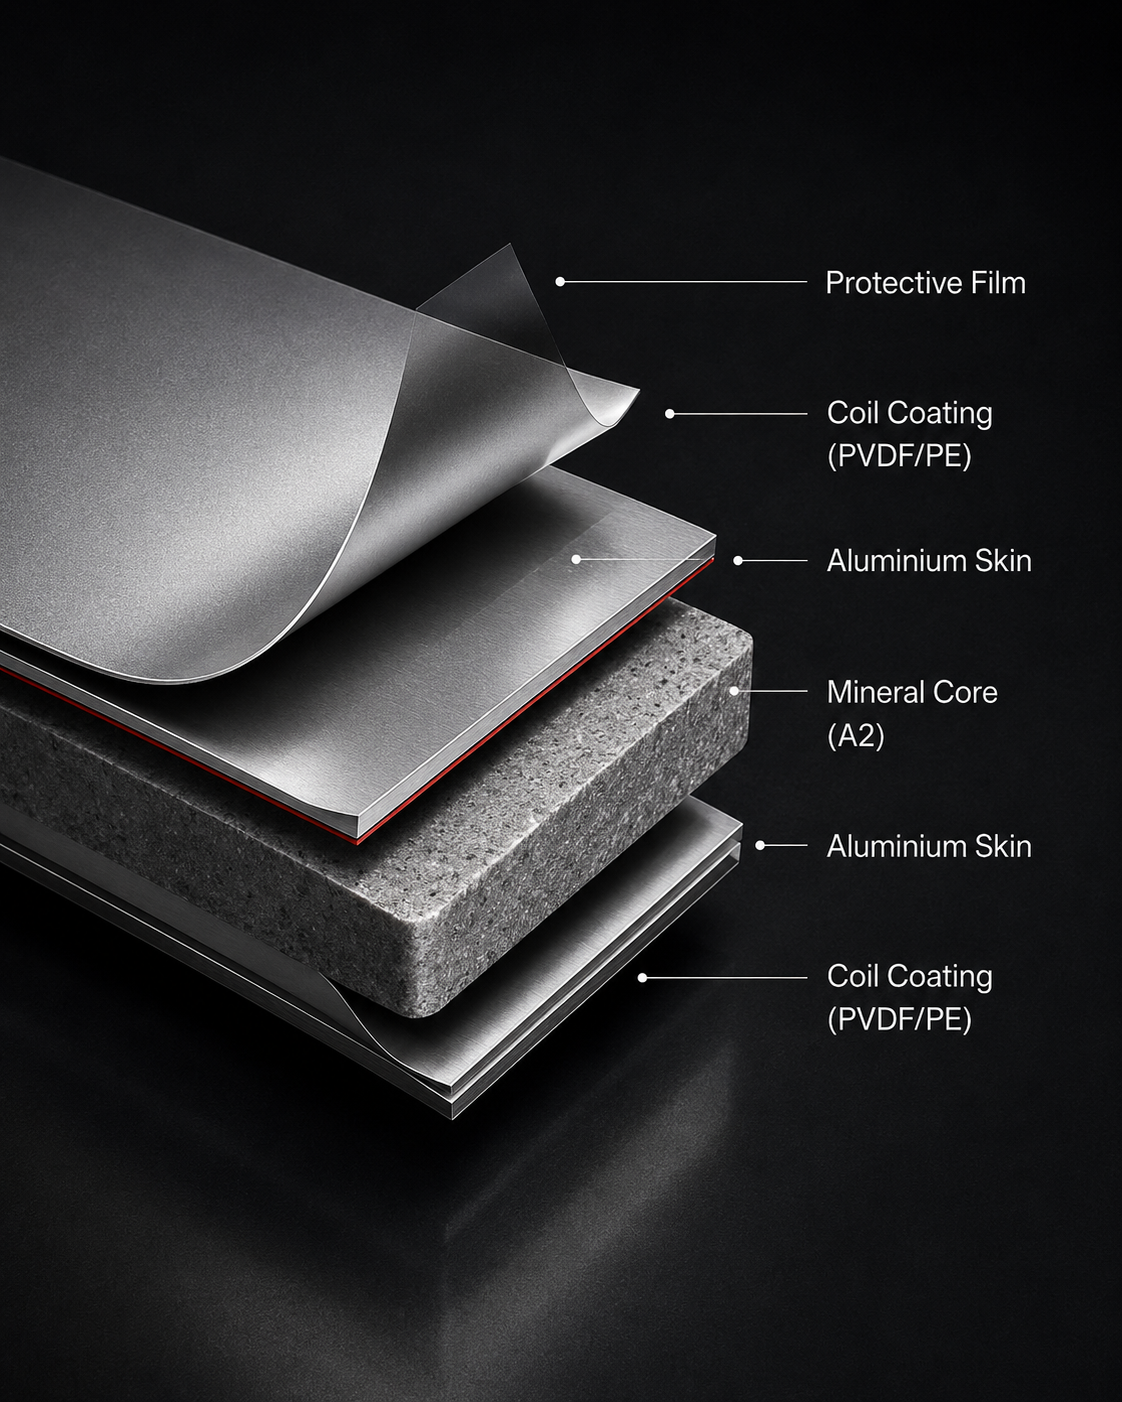 Protective Film
Coil Coating
(PVDF/PE)
Aluminium Skin
Mineral Core
(A2)
Aluminium Skin
Coil Coating
(PVDF/PE)